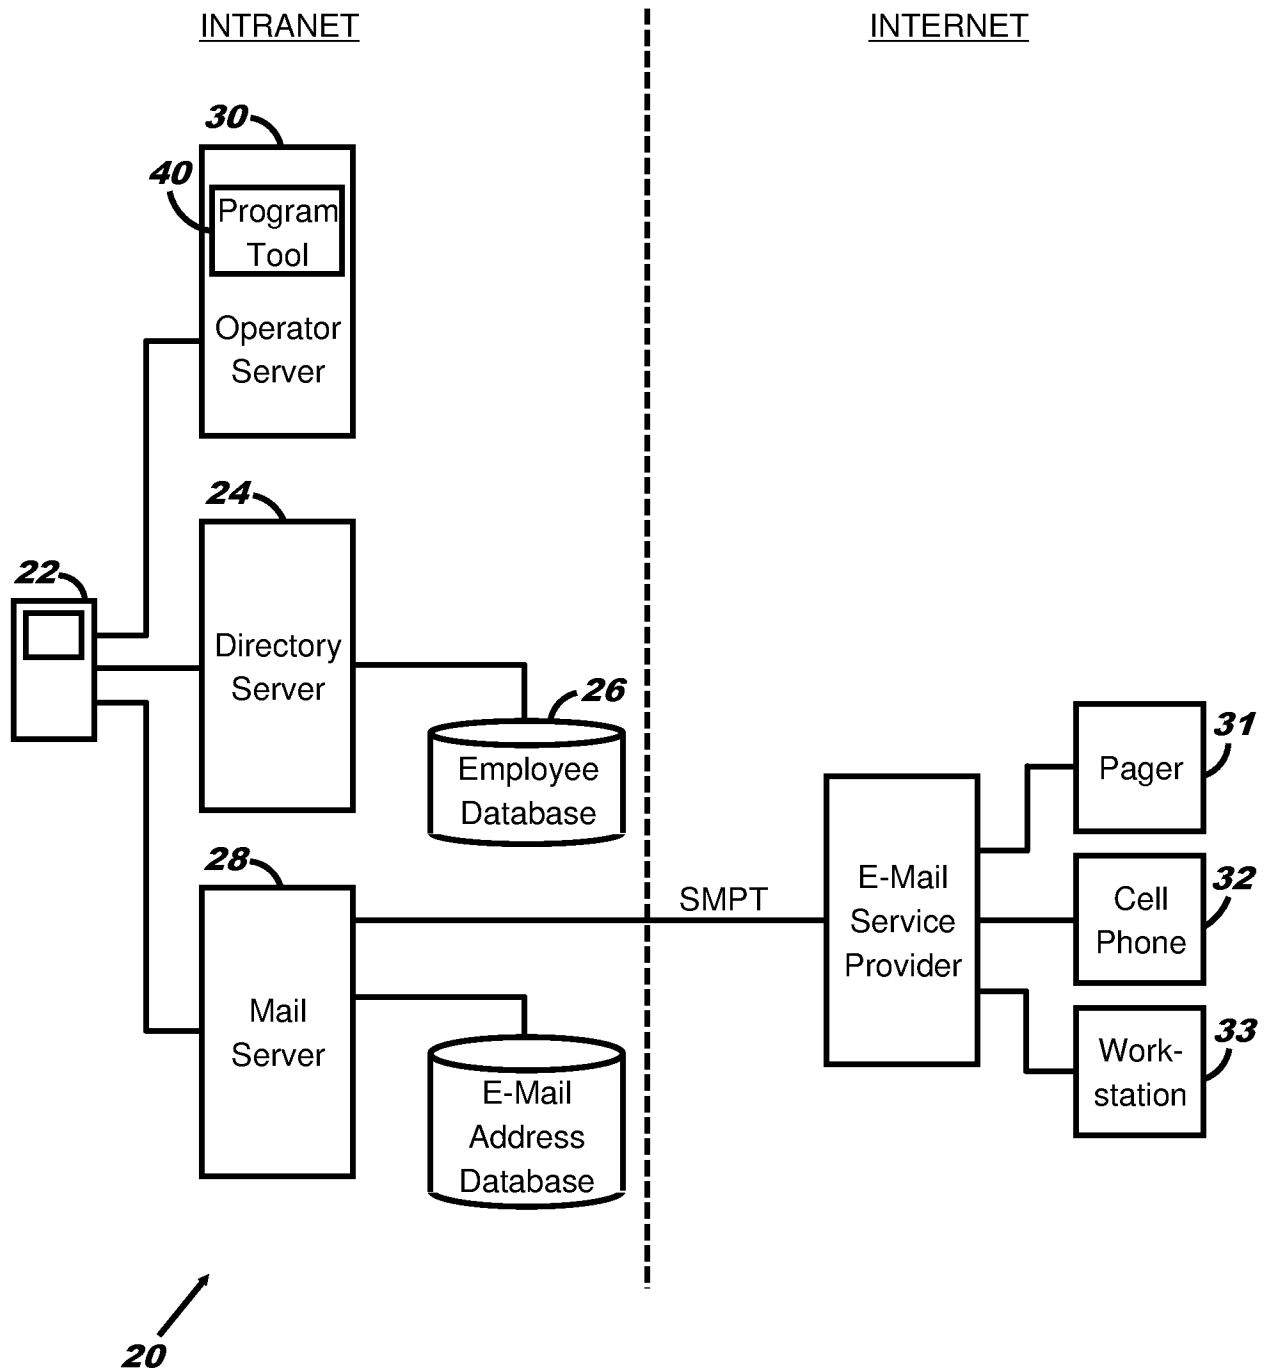 INTRANET
INTERNET
30
40
Program
Tool
Operator
Server
24
22
Directory
Server
26
Employee
Database
31
Pager
28
SMPT
E-Mail
Service
Provider
32
Cell
Phone
Mail
Server
E-Mail
Address
Database
33
Work-
station
20